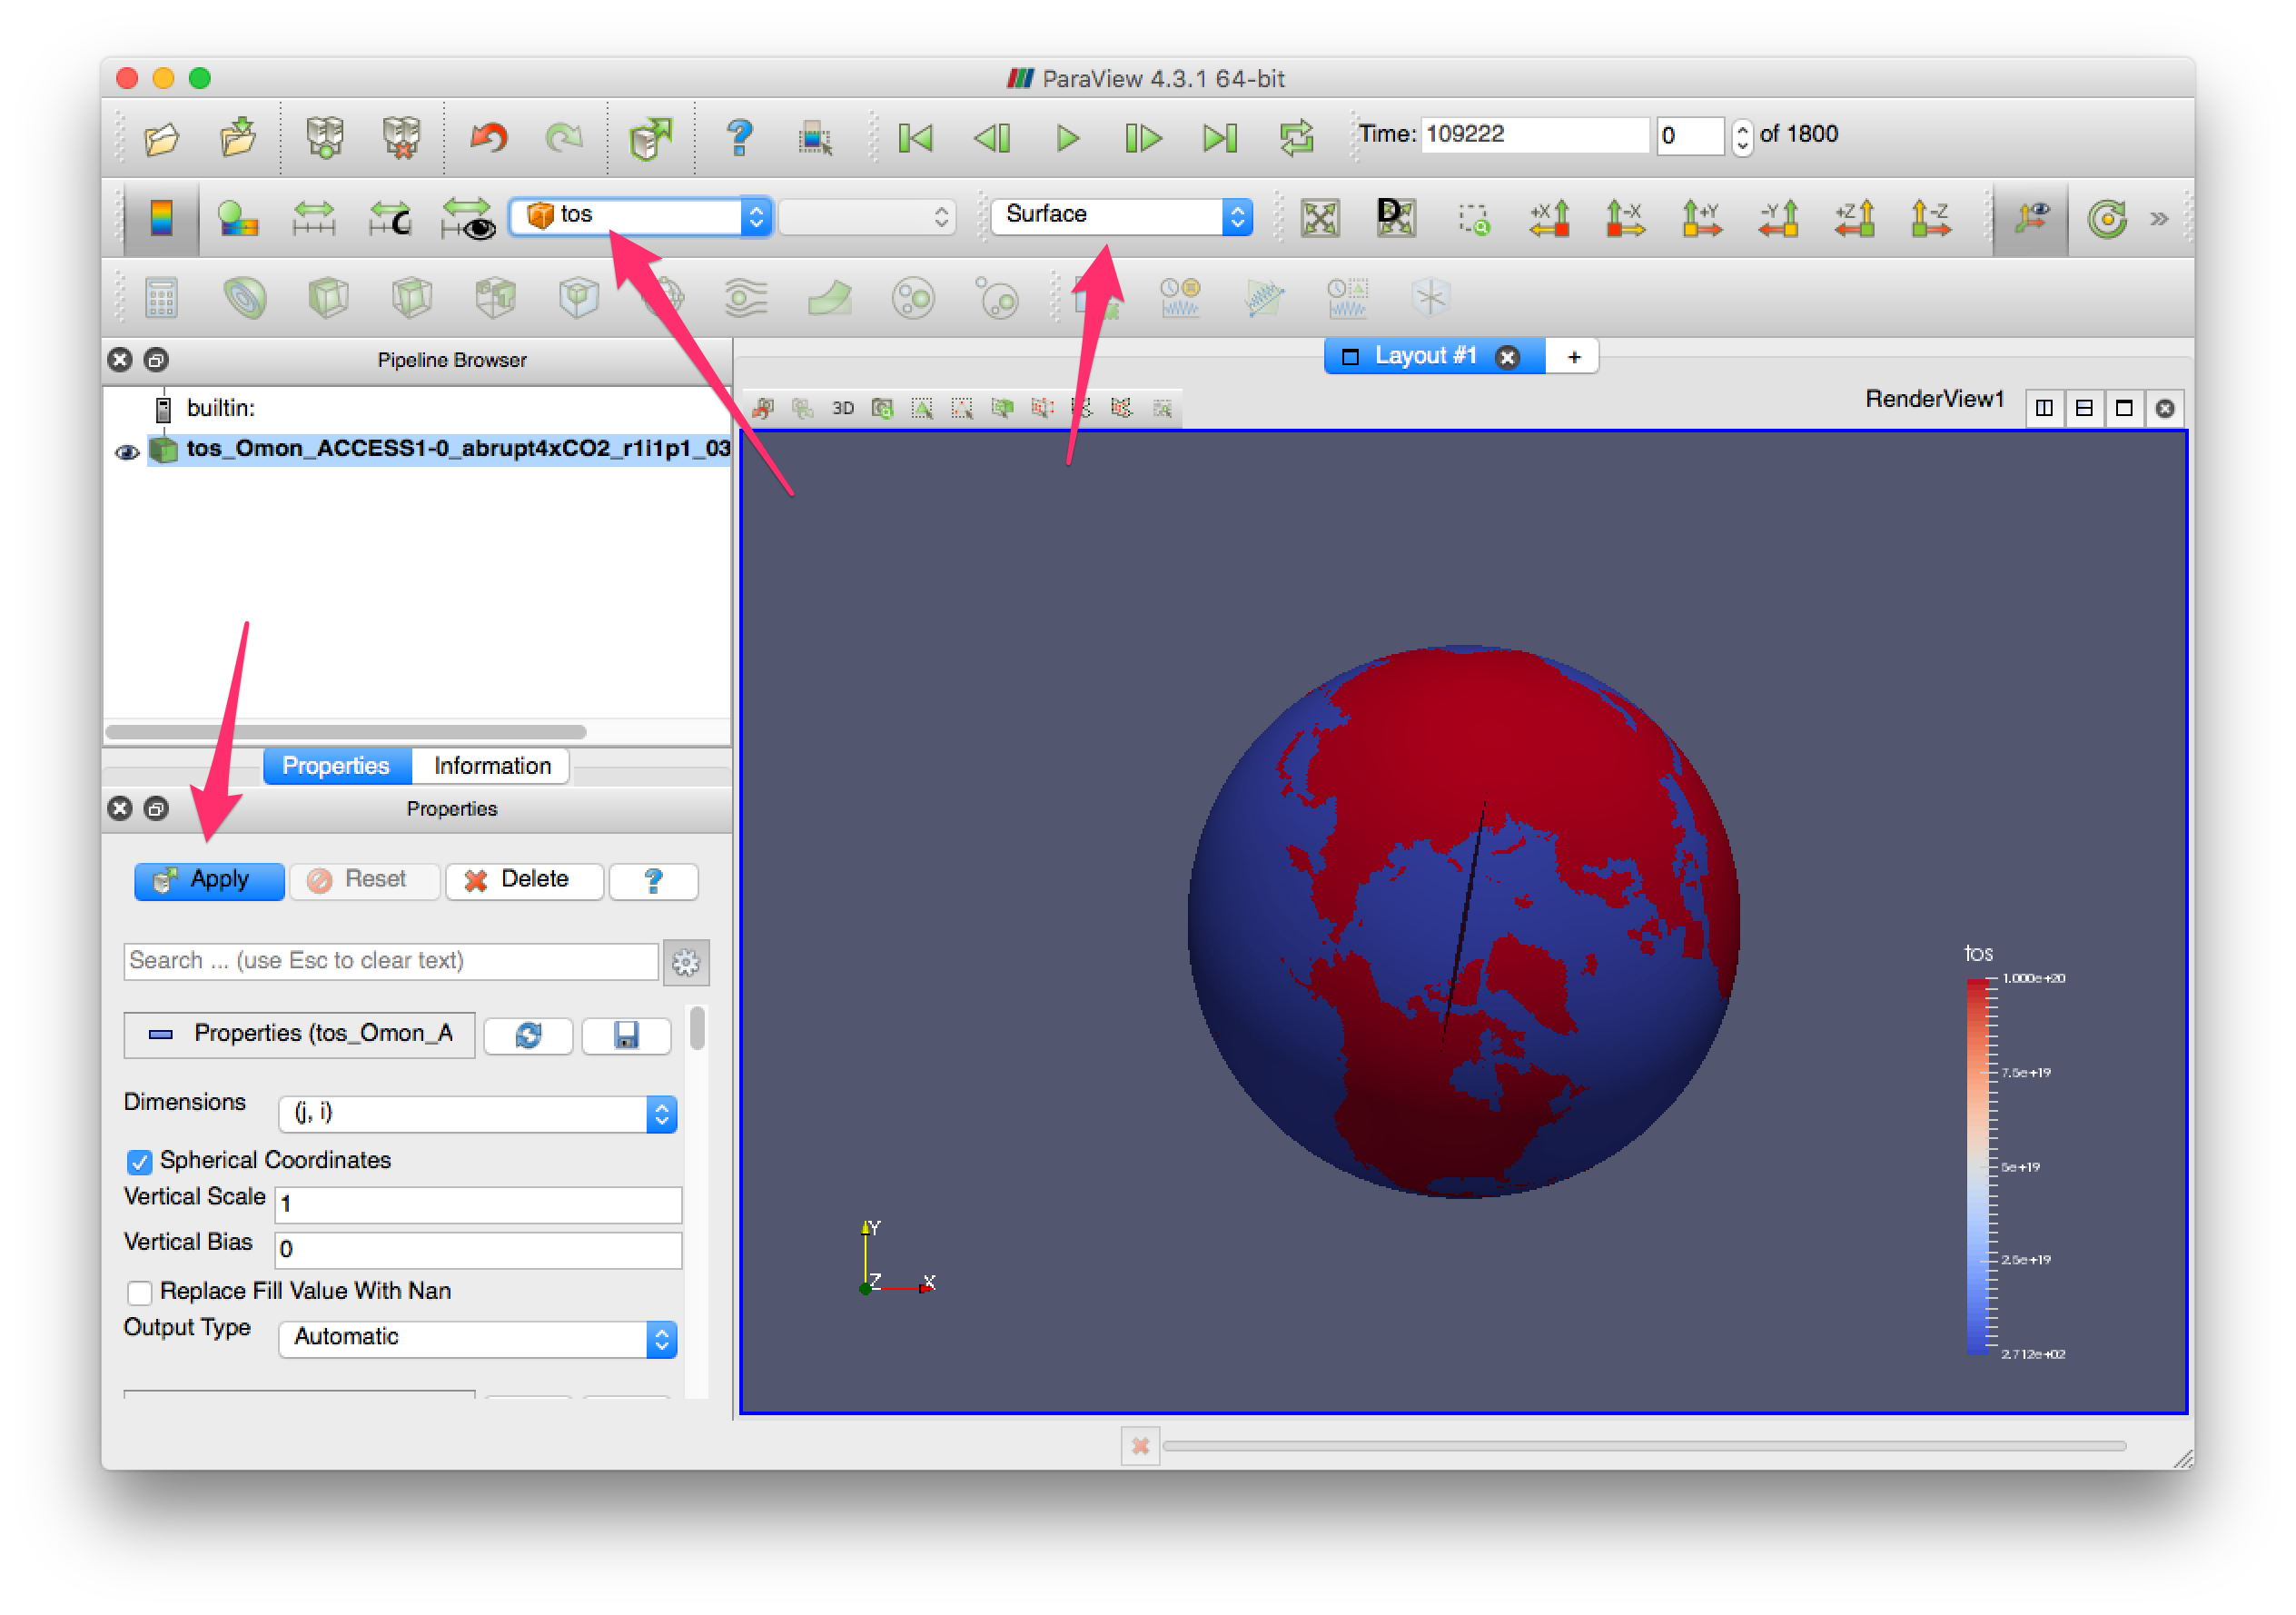 ParaView 4.3.1 64-bit
Time: 109222 0 of 1800
tos Surface
+X -X +Y -Y +Z -Z
Pipeline Browser
Layout #1 +
3D
RenderView1
builtin:
tos_Omon_ACCESS1-0_abrupt4xCO2_r1i1p1_03
Properties Information
Properties
Apply Reset Delete ?
Search ... (use Esc to clear text)
Properties (tos_Omon_A
Dimensions (j, i)
Spherical Coordinates
Vertical Scale 1
Vertical Bias 0
Replace Fill Value With Nan
Output Type Automatic
tos
1.000e+20
7.5e+19
5e+19
2.5e+19
2.712e+02
Y
Z X